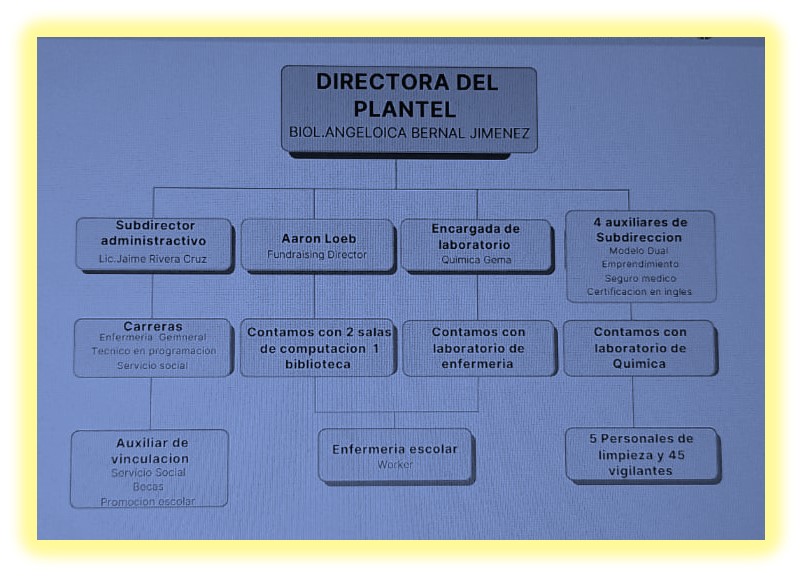 DIRECTORA DEL
PLANTEL
BIOL.ANGELOICA BERNAL JIMENEZ
Subdirector
administractivo
Lic.Jaime Rivera Cruz
Aaron Loeb
Fundraising Director
Encargada de
laboratorio
Quimica Gema
4 auxiliares de
Subdireccion
Modelo Dual
Emprendimiento
Seguro medico
Certificacion en ingles
Carreras
Enfermeria Gemneral
Tecnico en programacion
Servicio social
Contamos con 2 salas
de computacion 1
biblioteca
Contamos con
laboratorio de
enfermeria
Contamos con
laboratorio de
Quimica
Auxiliar de
vinculacion
Servicio Social
Becas
Promocion escolar
Enfermeria escolar
Worker
5 Personales de
limpieza y 45
vigilantes